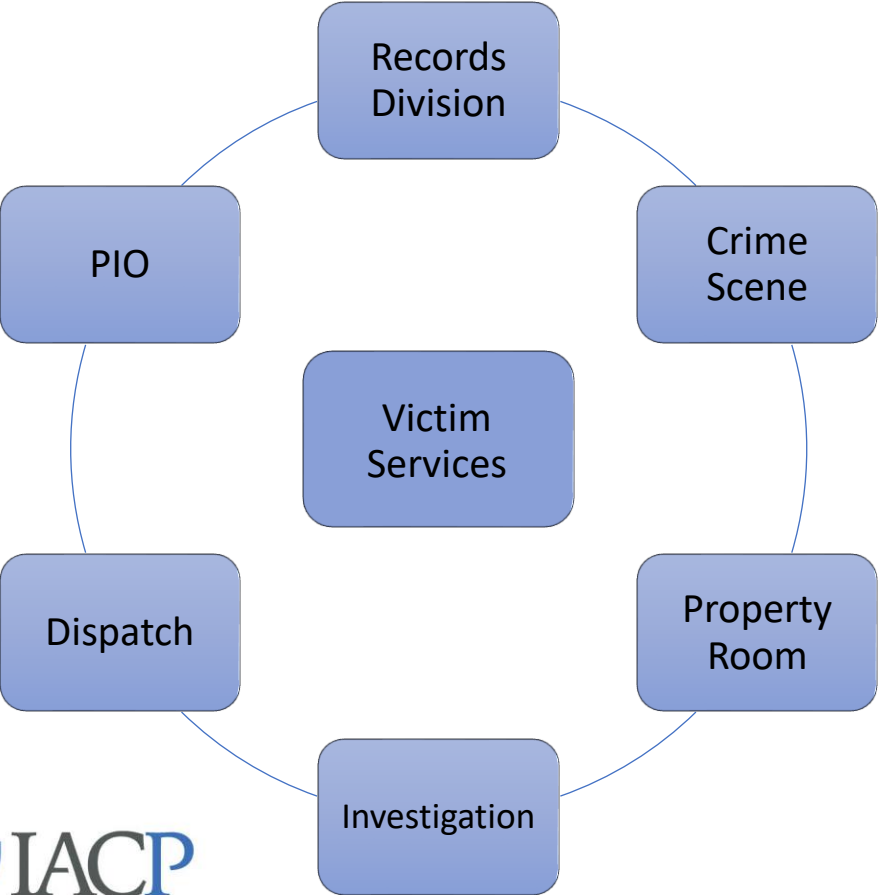 Records
Division
PIO
Crime
Scene
Victim
Services
Dispatch
Property
Room
Investigation
IACP